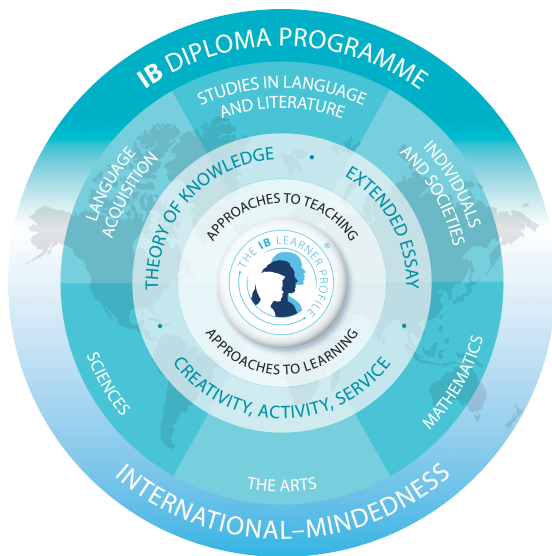 IB DIPLOMA PROGRAMME
STUDIES IN LANGUAGE
AND LITERATURE
LANGUAGE
ACQUISITION
INDIVIDUALS
AND SOCIETIES
THEORY OF KNOWLEDGE
EXTENDED ESSAY
APPROACHES TO TEACHING
THE IB LEARNER PROFILE
®
APPROACHES TO LEARNING
CREATIVITY, ACTIVITY, SERVICE
SCIENCES
MATHEMATICS
THE ARTS
INTERNATIONAL–MINDEDNESS